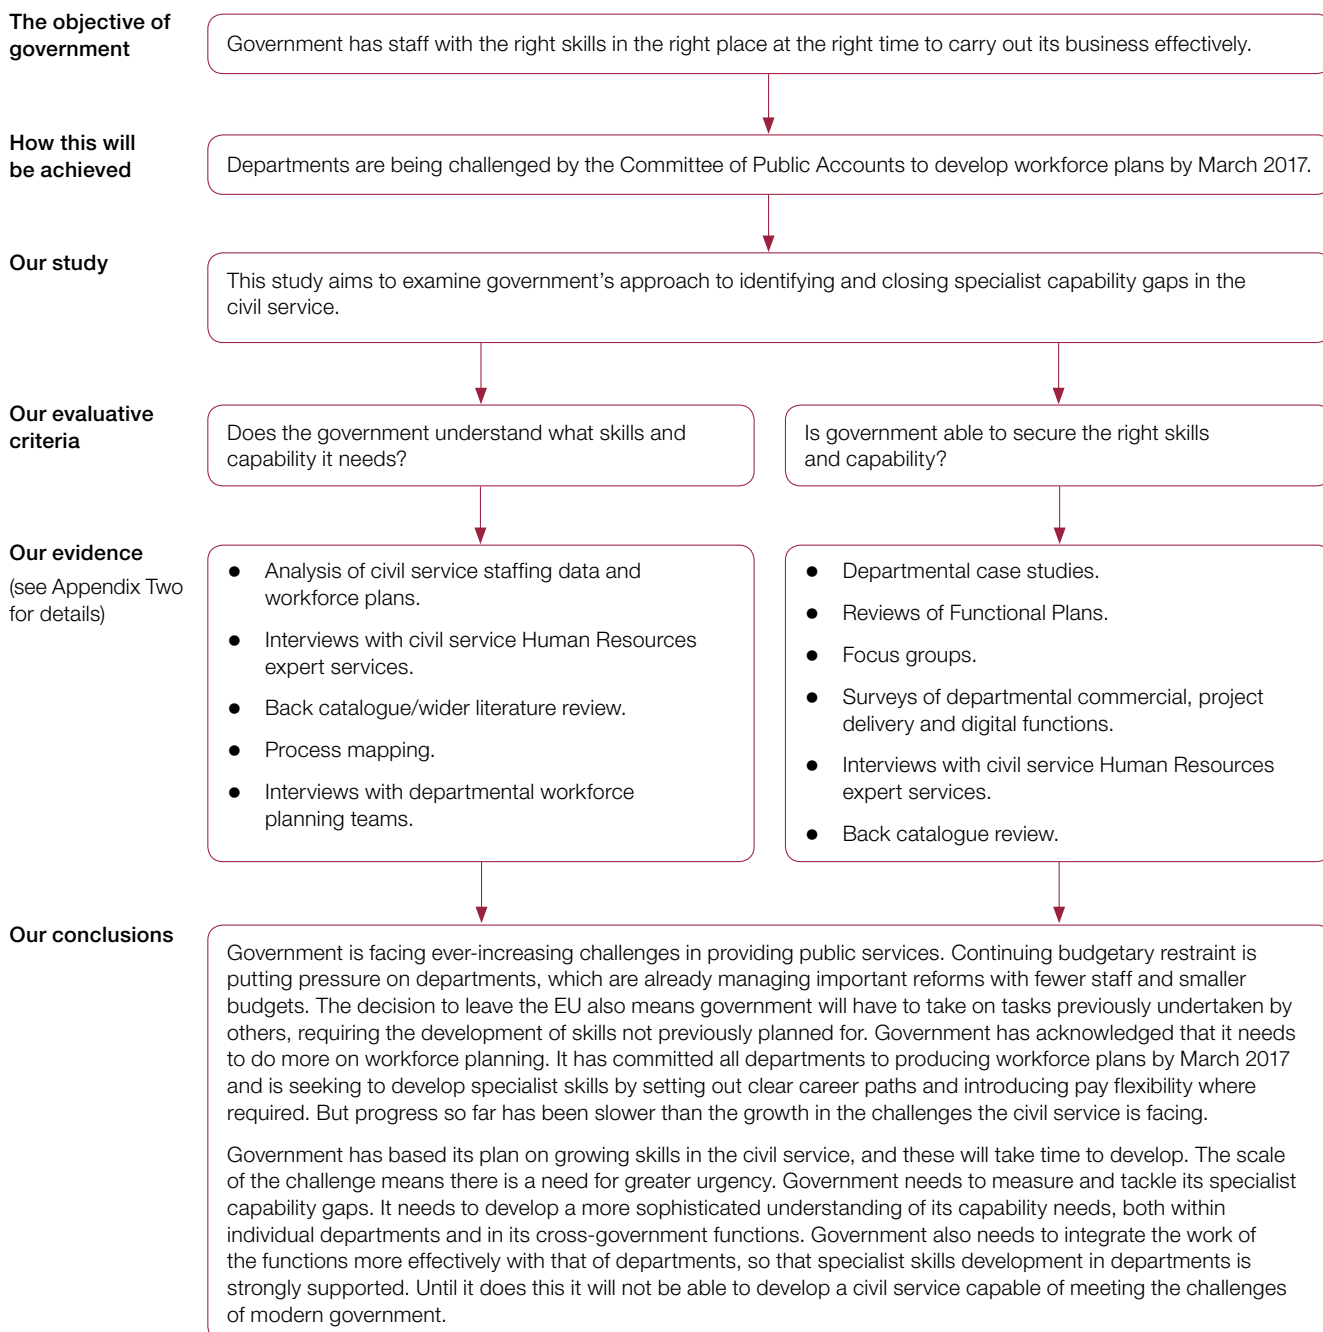 The objective of
government
Government has staff with the right skills in the right place at the right time to carry out its business effectively.
How this will
be achieved
Departments are being challenged by the Committee of Public Accounts to develop workforce plans by March 2017.
Our study
This study aims to examine government's approach to identifying and closing specialist capability gaps in the
civil service.
Our evaluative
criteria
Does the government understand what skills and
capability it needs?
Is government able to secure the right skills
and capability?
Our evidence
(see Appendix Two
for details)
● Analysis of civil service staffing data and
workforce plans.
● Interviews with civil service Human Resources
expert services.
● Back catalogue/wider literature review.
● Process mapping.
● Interviews with departmental workforce
planning teams.
● Departmental case studies.
● Reviews of Functional Plans.
● Focus groups.
● Surveys of departmental commercial, project
delivery and digital functions.
● Interviews with civil service Human Resources
expert services.
● Back catalogue review.
Our conclusions
Government is facing ever-increasing challenges in providing public services. Continuing budgetary restraint is
putting pressure on departments, which are already managing important reforms with fewer staff and smaller
budgets. The decision to leave the EU also means government will have to take on tasks previously undertaken by
others, requiring the development of skills not previously planned for. Government has acknowledged that it needs
to do more on workforce planning. It has committed all departments to producing workforce plans by March 2017
and is seeking to develop specialist skills by setting out clear career paths and introducing pay flexibility where
required. But progress so far has been slower than the growth in the challenges the civil service is facing.
Government has based its plan on growing skills in the civil service, and these will take time to develop. The scale
of the challenge means there is a need for greater urgency. Government needs to measure and tackle its specialist
capability gaps. It needs to develop a more sophisticated understanding of its capability needs, both within
individual departments and in its cross-government functions. Government also needs to integrate the work of
the functions more effectively with that of departments, so that specialist skills development in departments is
strongly supported. Until it does this it will not be able to develop a civil service capable of meeting the challenges
of modern government.